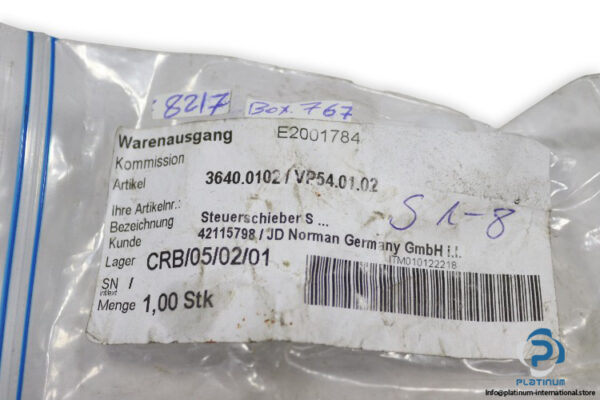 8217 Box.767
Warenausgang E2001784
Kommission
Artikel 3640.0102 / VP54.01.02
Ihre Artikelnr.:
Bezeichnung Steuerschieber S ...
Kunde 42115798 / JD Norman Germany GmbH i.I.
Lager CRB/05/02/01
ITM010122218
SN /
Menge 1,00 Stk
S 1-8
PLATINUM
info@platinum-international.store